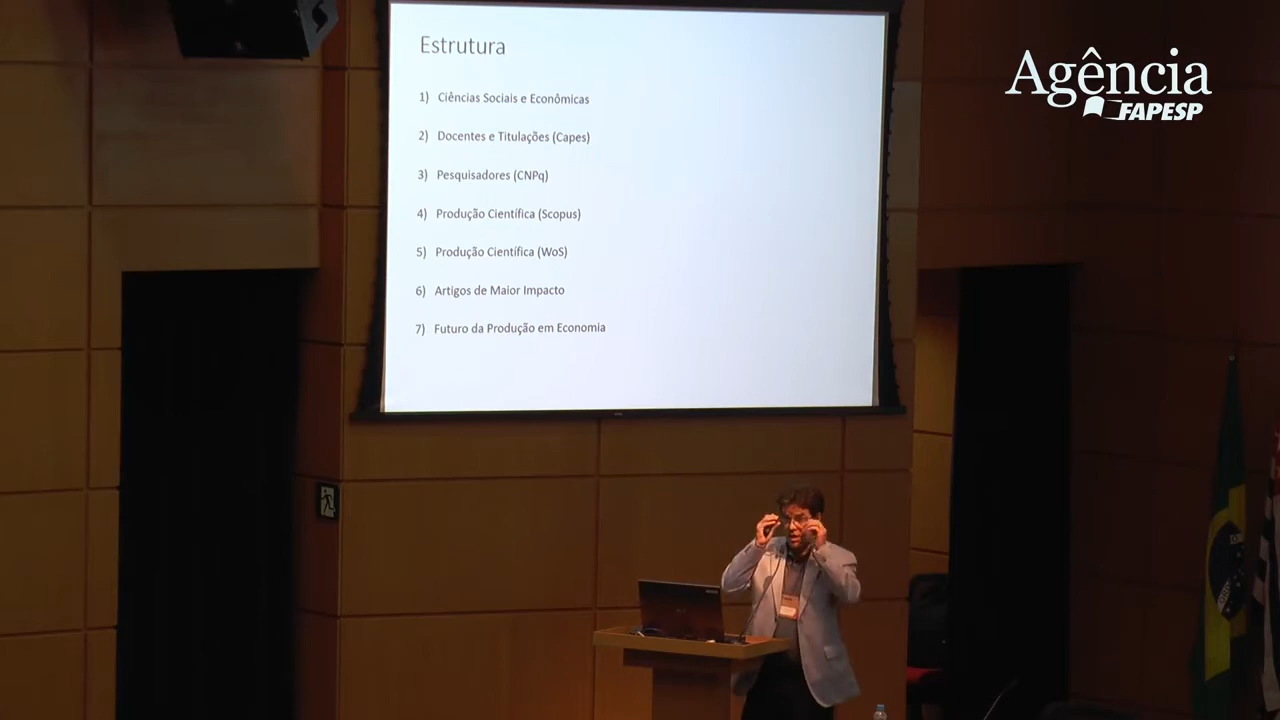 Estrutura
1) Ciências Sociais e Econômicas
2) Docentes e Titulações (Capes)
3) Pesquisadores (CNPq)
4) Produção Científica (Scopus)
5) Produção Científica (WoS)
6) Artigos de Maior Impacto
7) Futuro da Produção em Economia
Agência
FAPESP